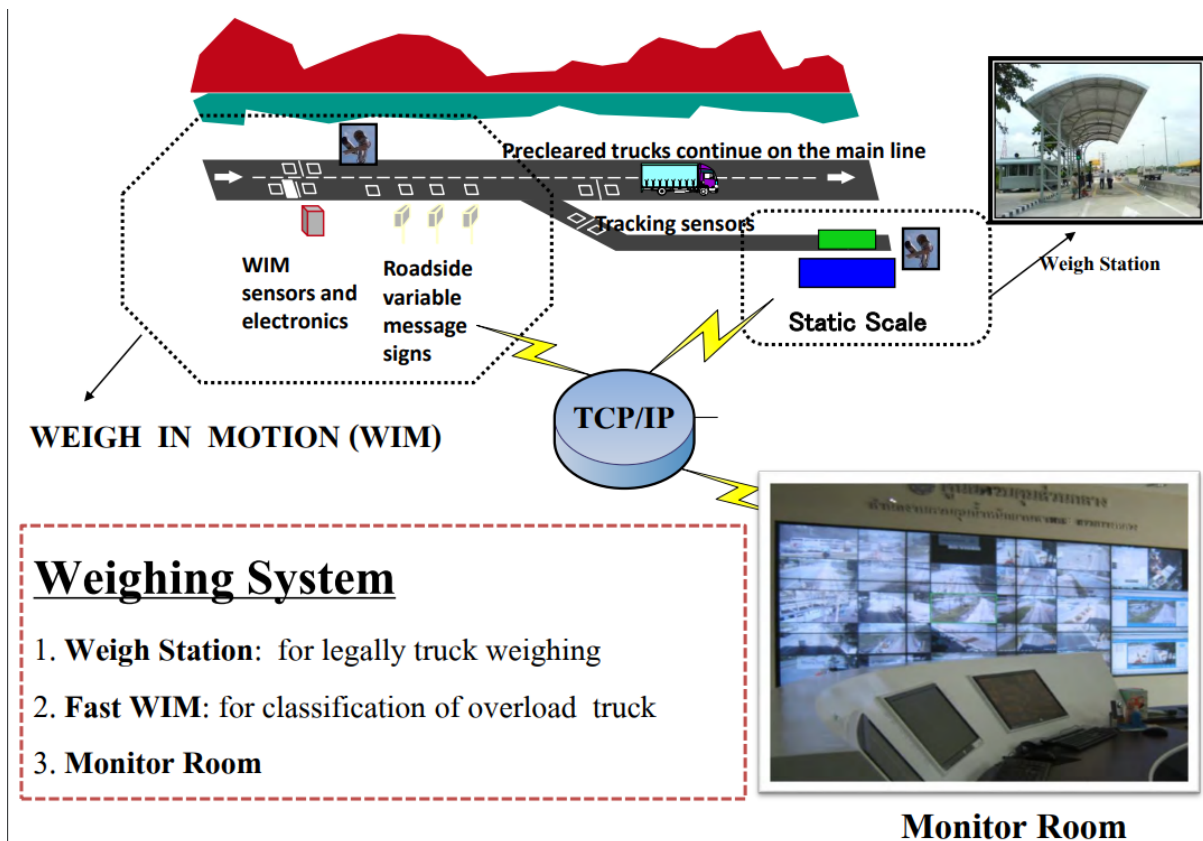 Precleared trucks continue on the main line
Tracking sensors
WIM
sensors and
electronics
Roadside
variable
message
signs
Static Scale
Weigh Station
TCP/IP
WEIGH IN MOTION (WIM)
Weighing System
1. Weigh Station: for legally truck weighing
2. Fast WIM: for classification of overload truck
3. Monitor Room
Monitor Room